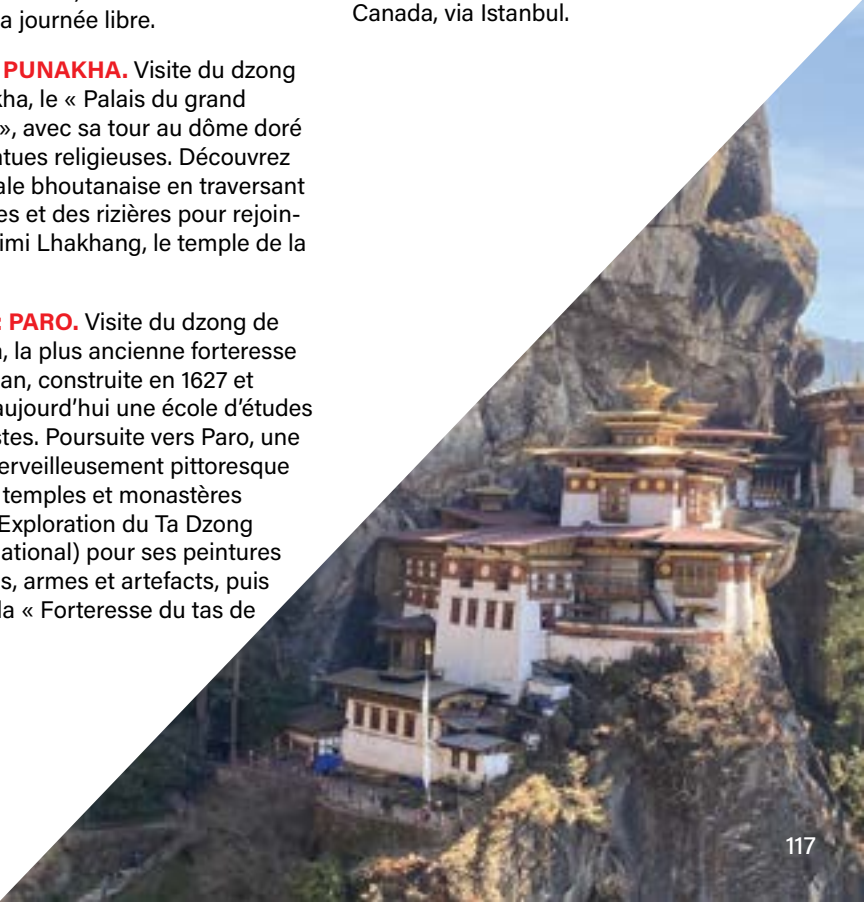 a journée libre.
PUNAKHA. Visite du dzong
kha, le « Palais du grand
», avec sa tour au dôme doré
atues religieuses. Découvrez
ale bhoutanaise en traversant
es et des rizières pour rejoin-
imi Lhakhang, le temple de la
: PARO. Visite du dzong de
a, la plus ancienne forteresse
an, construite en 1627 et
aujourd'hui une école d'études
stes. Poursuite vers Paro, une
erveilleusement pittoresque
temples et monastères
Exploration du Ta Dzong
ational) pour ses peintures
s, armes et artefacts, puis
la « Forteresse du tas de
Canada, via Istanbul.
117